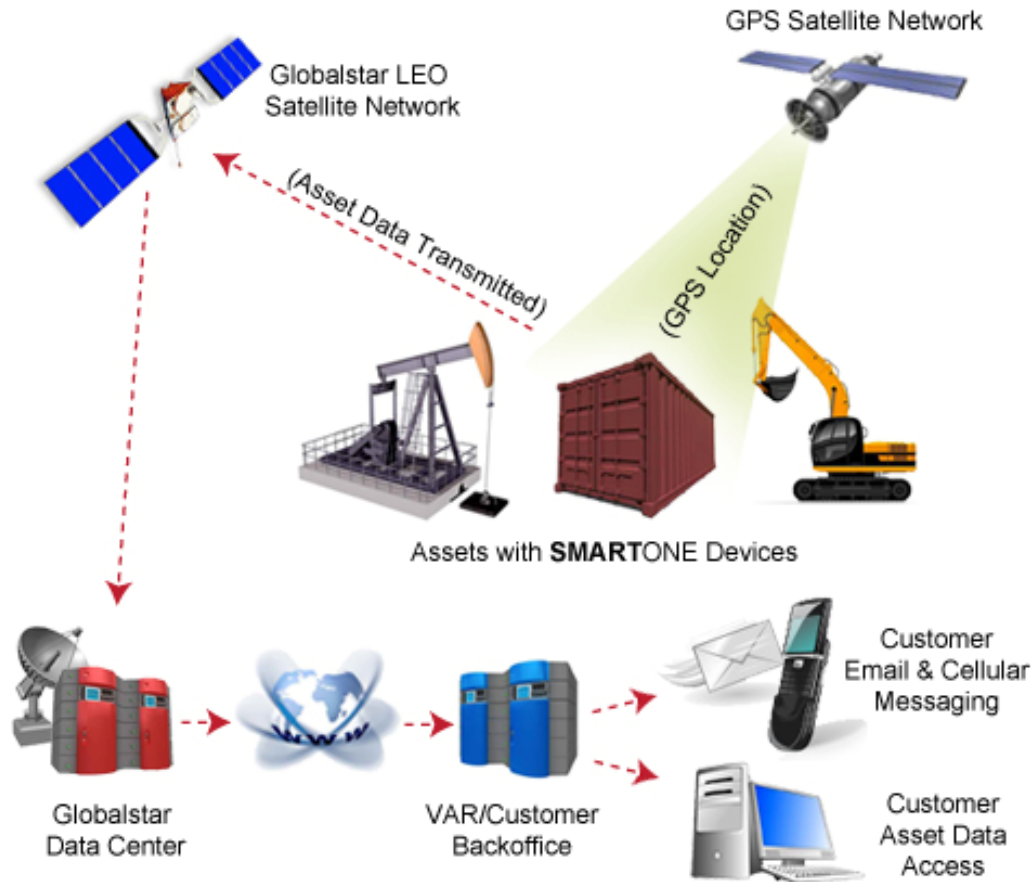 GPS Satellite Network
Globalstar LEO
Satellite Network
(Asset Data Transmitted)
(GPS Location)
Assets with SMARTONE Devices
Customer
Email & Cellular
Messaging
WWW
Globalstar
Data Center
VAR/Customer
Backoffice
Customer
Asset Data
Access